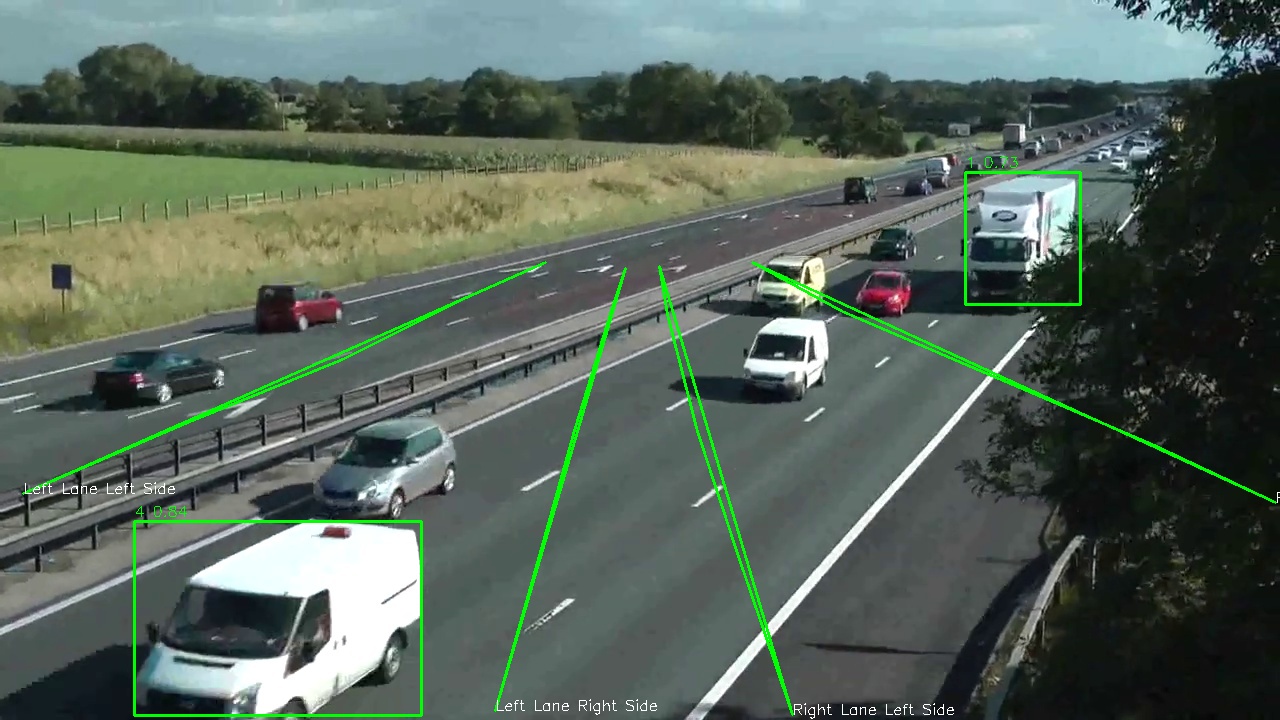 1 0.73
Left Lane Left Side
4 0.84
Left Lane Right Side
Right Lane Left Side